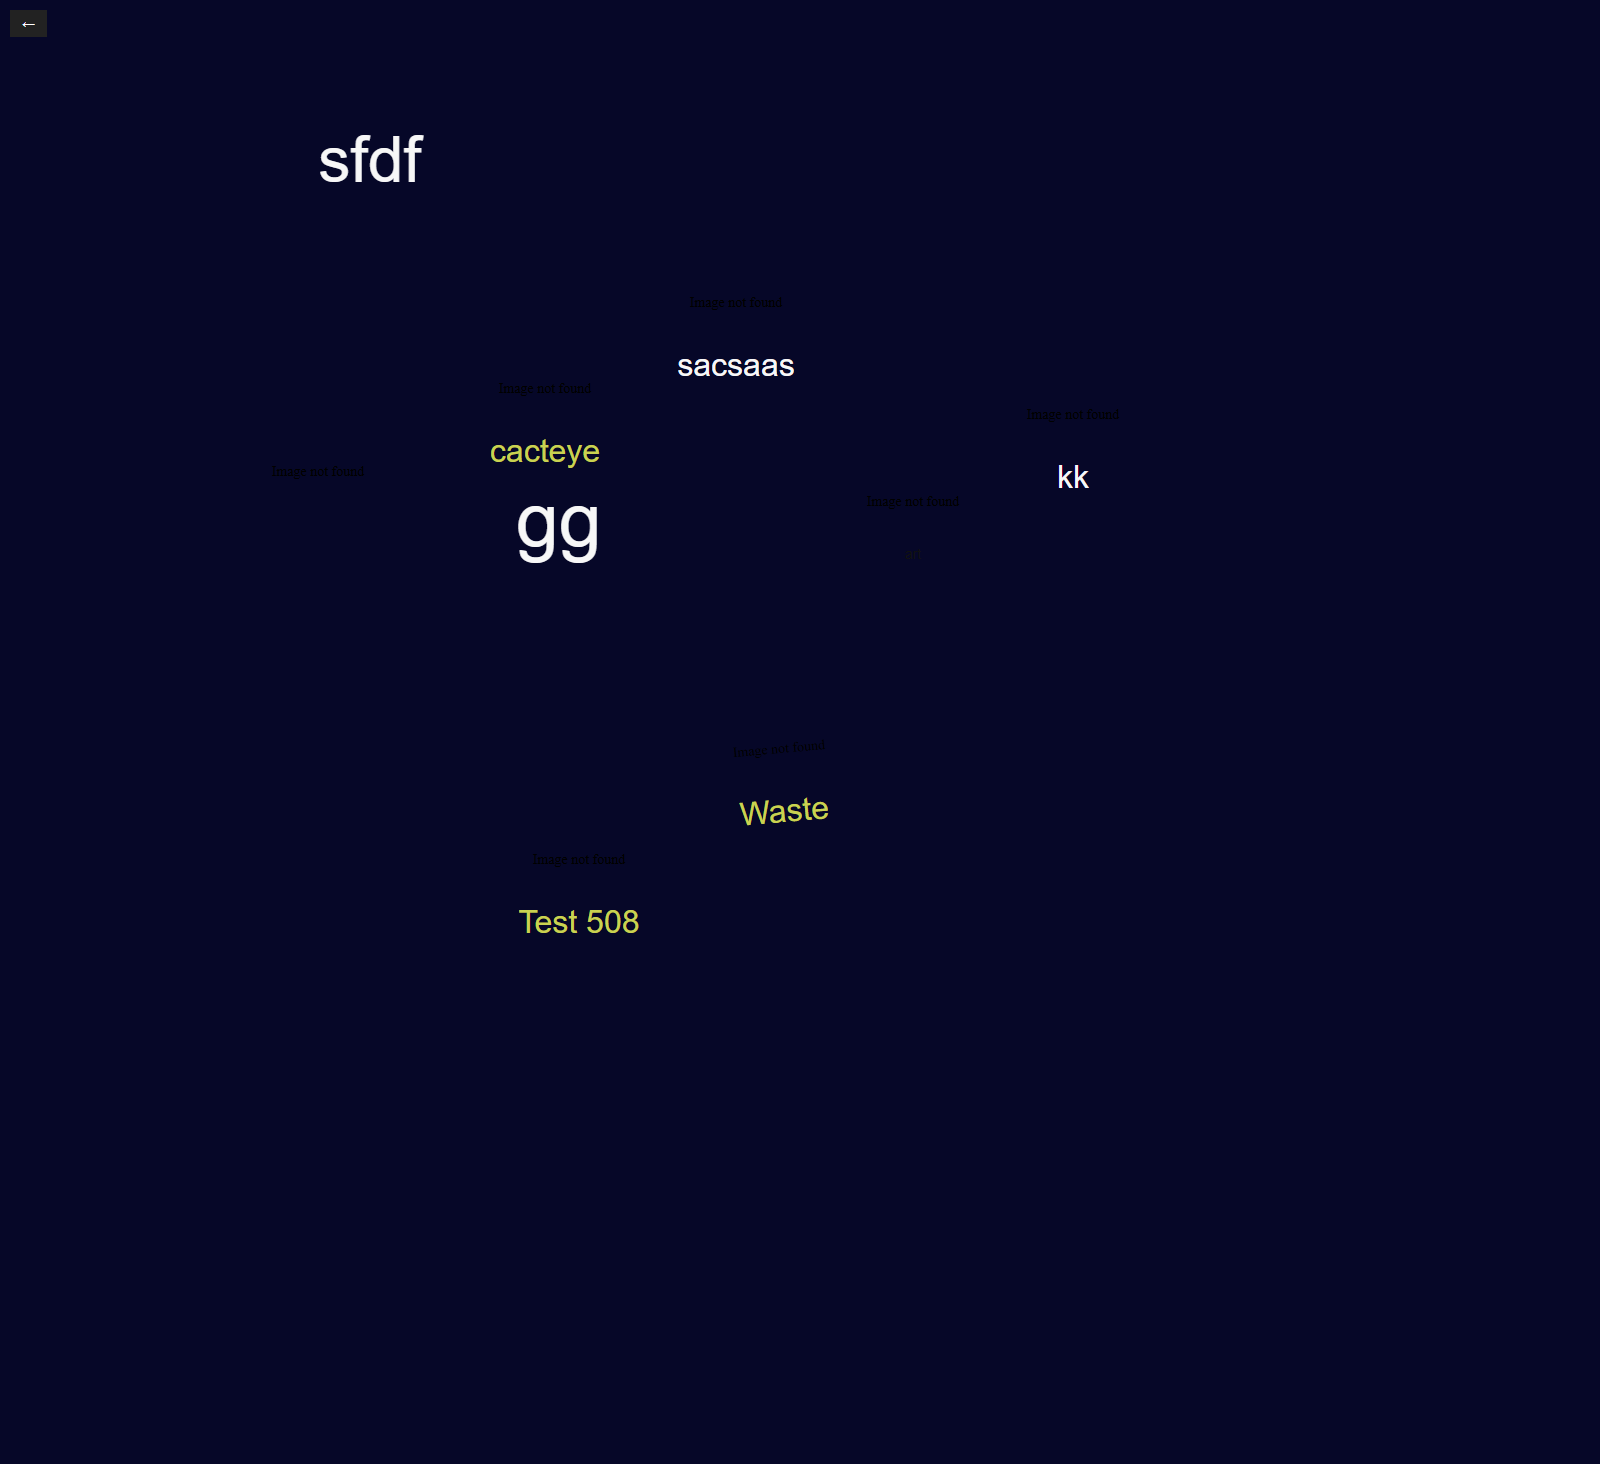 ←
sfdf
Image not found
sacsaas
Image not found
cacteye
Image not found
kk
Image not found
gg
Image not found
art
Image not found
Waste
Image not found
Test 508